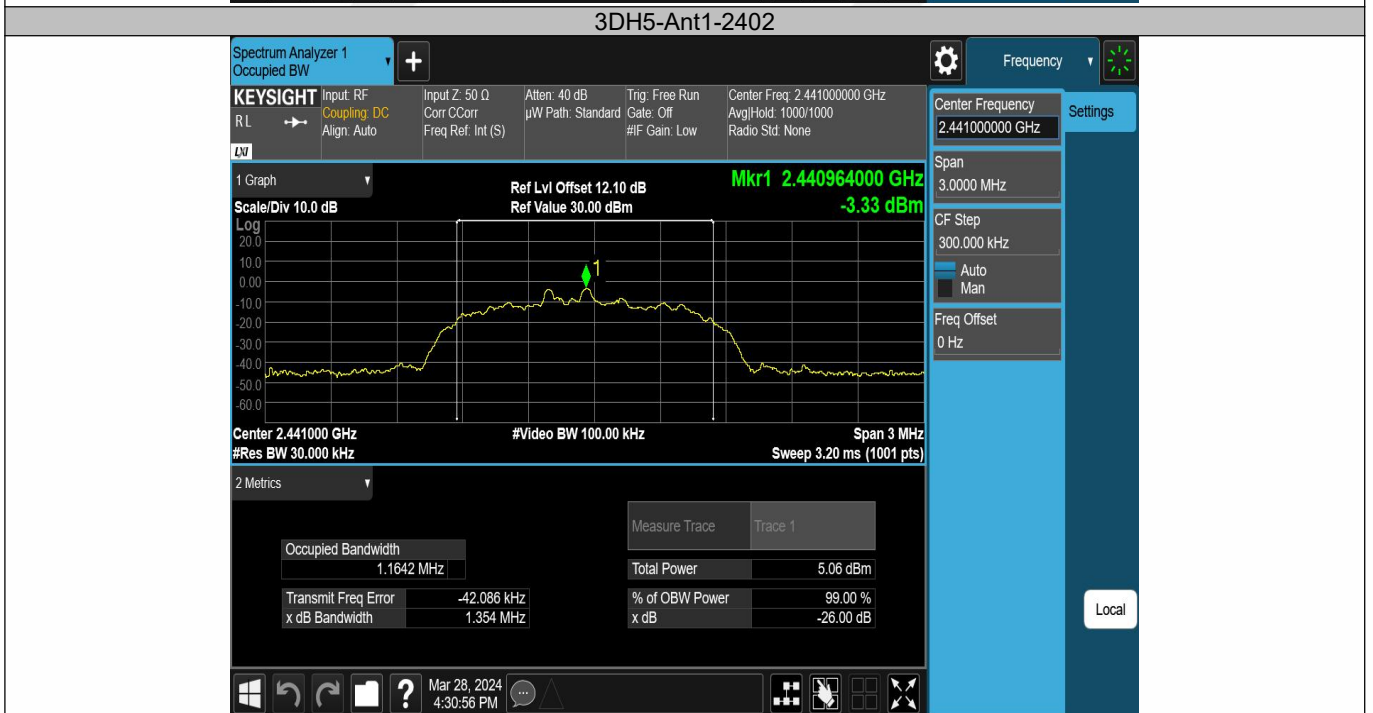 3DH5-Ant1-2402
Spectrum Analyzer 1
Occupied BW
Frequency
KEYSIGHT
RL
LXI
Input: RF
Coupling: DC
Align: Auto
Input Z: 50 Ω
Corr CCorr
Freq Ref: Int (S)
Atten: 40 dB
µW Path: Standard
Trig: Free Run
Gate: Off
#IF Gain: Low
Center Freq: 2.441000000 GHz
Avg|Hold: 1000/1000
Radio Std: None
Center Frequency
2.441000000 GHz
Settings
Span
3.0000 MHz
CF Step
300.000 kHz
Auto
Man
Freq Offset
0 Hz
Local
1 Graph
Scale/Div 10.0 dB
Ref Lvl Offset 12.10 dB
Ref Value 30.00 dBm
Mkr1 2.440964000 GHz
-3.33 dBm
Log
20.0
10.0
0.00
-10.0
-20.0
-30.0
-40.0
-50.0
-60.0
1
Center 2.441000 GHz
#Res BW 30.000 kHz
#Video BW 100.00 kHz
Span 3 MHz
Sweep 3.20 ms (1001 pts)
2 Metrics
Measure Trace Trace 1
Occupied Bandwidth
1.1642 MHz
Total Power 5.06 dBm
Transmit Freq Error -42.086 kHz
% of OBW Power 99.00 %
x dB Bandwidth 1.354 MHz
x dB -26.00 dB
?
Mar 28, 2024
4:30:56 PM